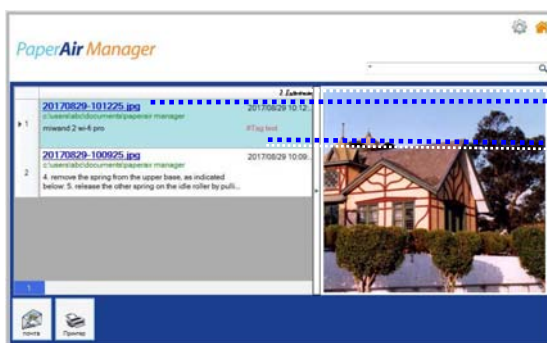 PaperAir Manager
*
20170829-101225.jpg
2017/08/29 10:12...
c:\users\abc\documents\paperair manager
1
miwand 2 wi-fi pro
#Tag test
20170829-100925.jpg
2017/08/29 10:09...
c:\users\abc\documents\paperair manager
2
4. remove the spring from the upper base, as indicated
below: 5. release the other spring on the idle roller by pulli...
1
почта
Принтер